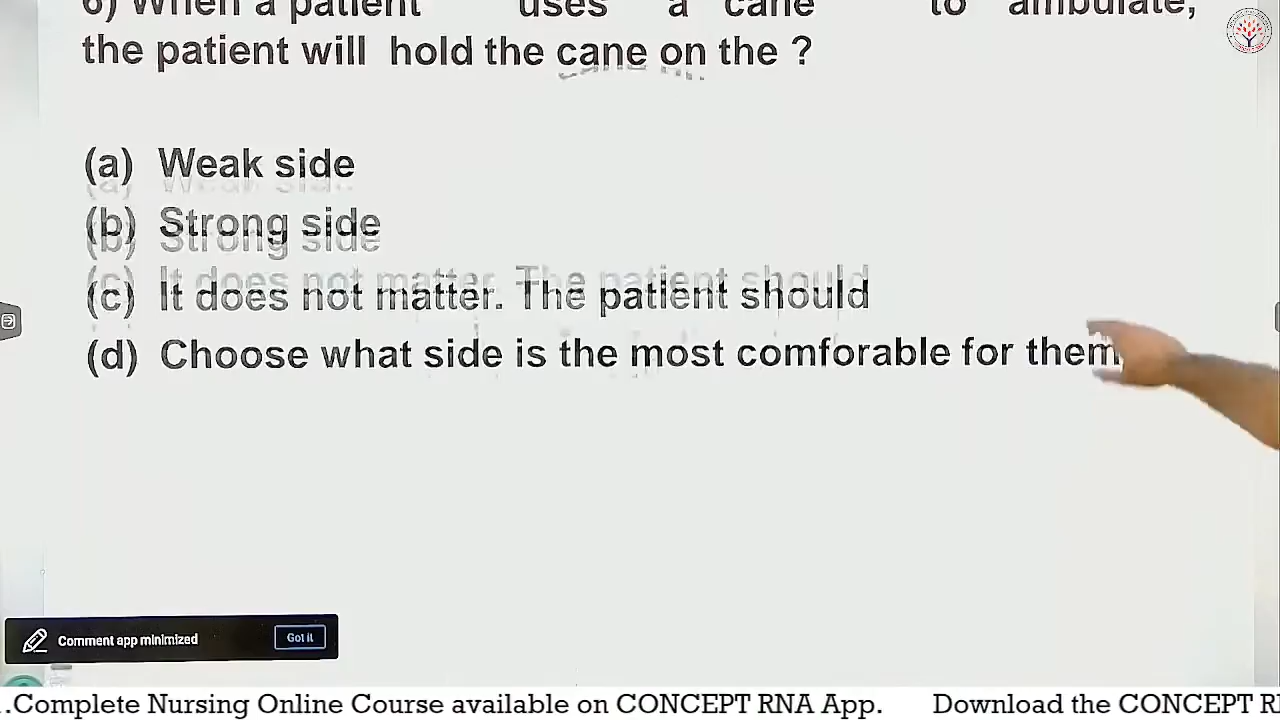 6) When a patient uses a cane to ambulate,
the patient will hold the cane on the ?
(a) Weak side
(b) Strong side
(c) It does not matter. The patient should
(d) Choose what side is the most comforable for them
Comment app minimized
Got it
.Complete Nursing Online Course available on CONCEPT RNA App. Download the CONCEPT R